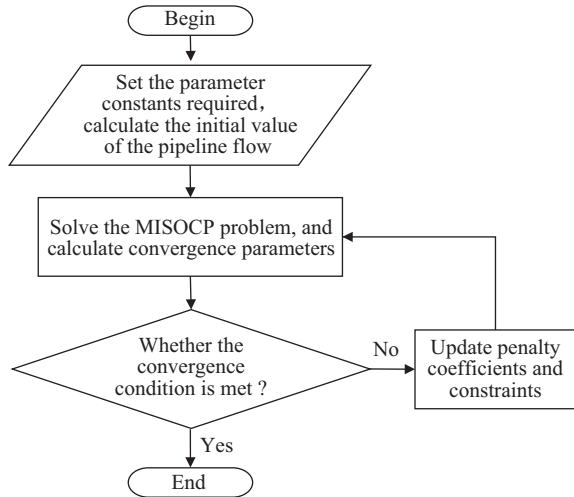 Begin
Set the parameter
constants required,
calculate the initial value
of the pipeline flow
Solve the MISOCP problem, and
calculate convergence parameters
Whether the
convergence
condition is met ?
No
Update penalty
coefficients and
constraints
Yes
End